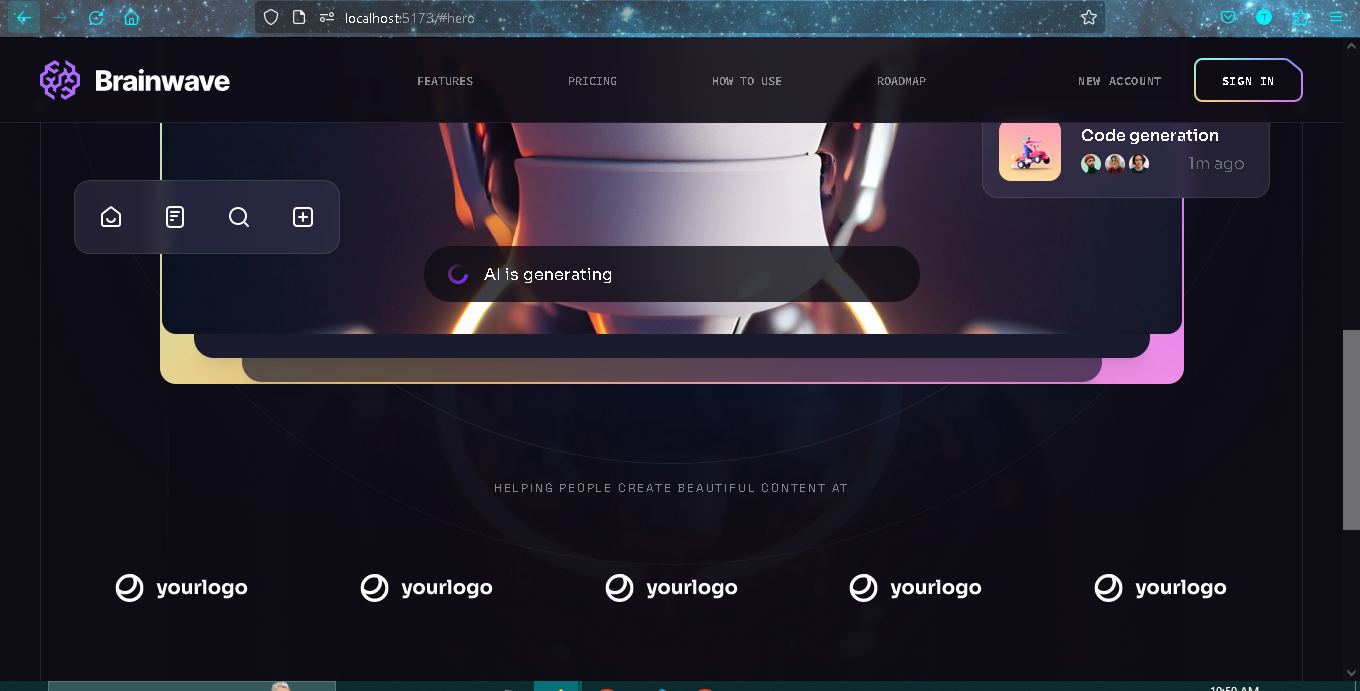 localhost:5173/#hero
T
Brainwave
FEATURES
PRICING
HOW TO USE
ROADMAP
NEW ACCOUNT
SIGN IN
Code generation
1m ago
AI is generating
HELPING PEOPLE CREATE BEAUTIFUL CONTENT AT
yourlogo
yourlogo
yourlogo
yourlogo
yourlogo
10:50 AM